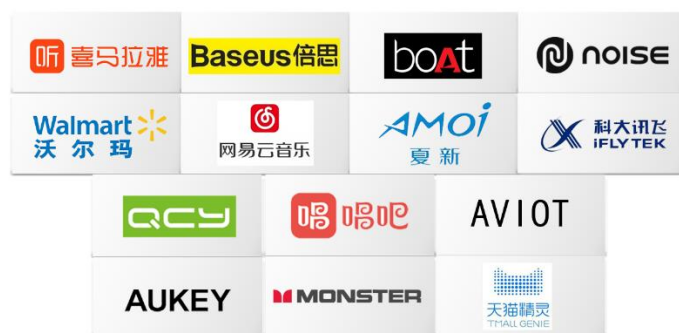 听 喜马拉雅
Baseus倍思
boAt
noise
Walmart
沃尔玛
网易云音乐
AMOi
夏新
科大讯飞
iFLYTEK
QCY
唱 唱吧
AVIOT
AUKEY
MONSTER
天猫精灵
TMALL GENIE